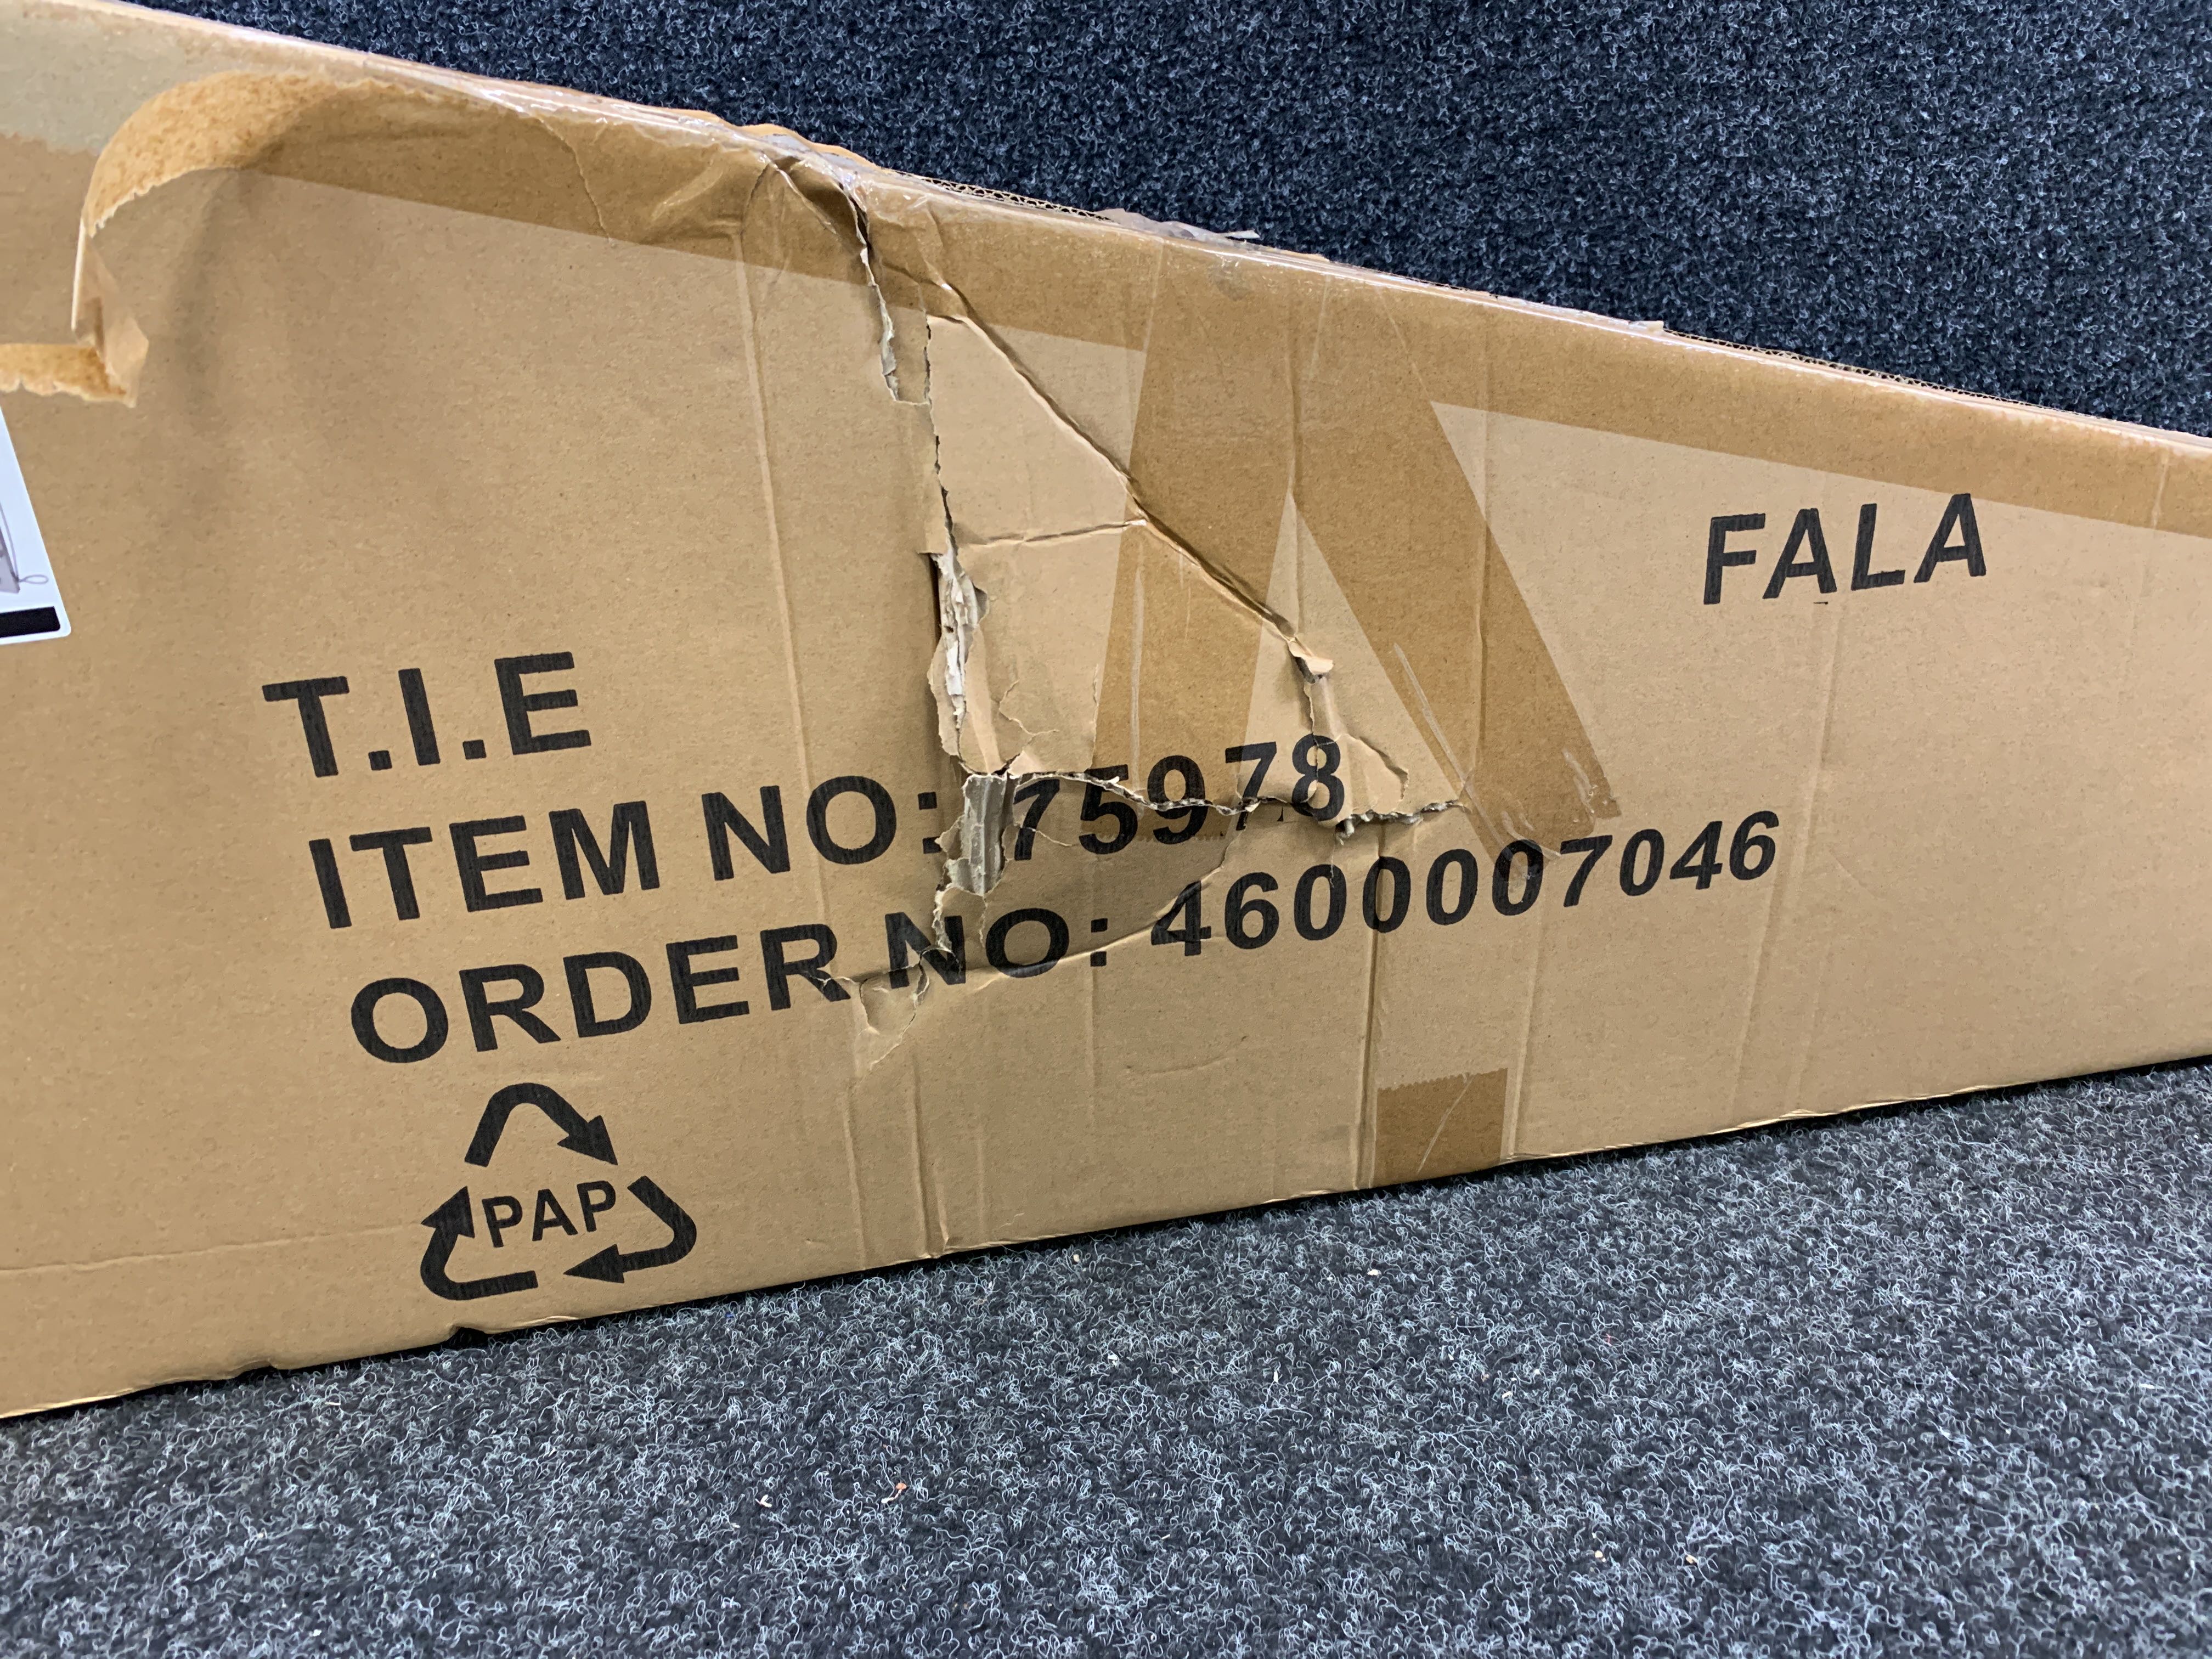 FALA
T.I.E
ITEM NO: 75978
ORDER NO: 4600007046
PAP